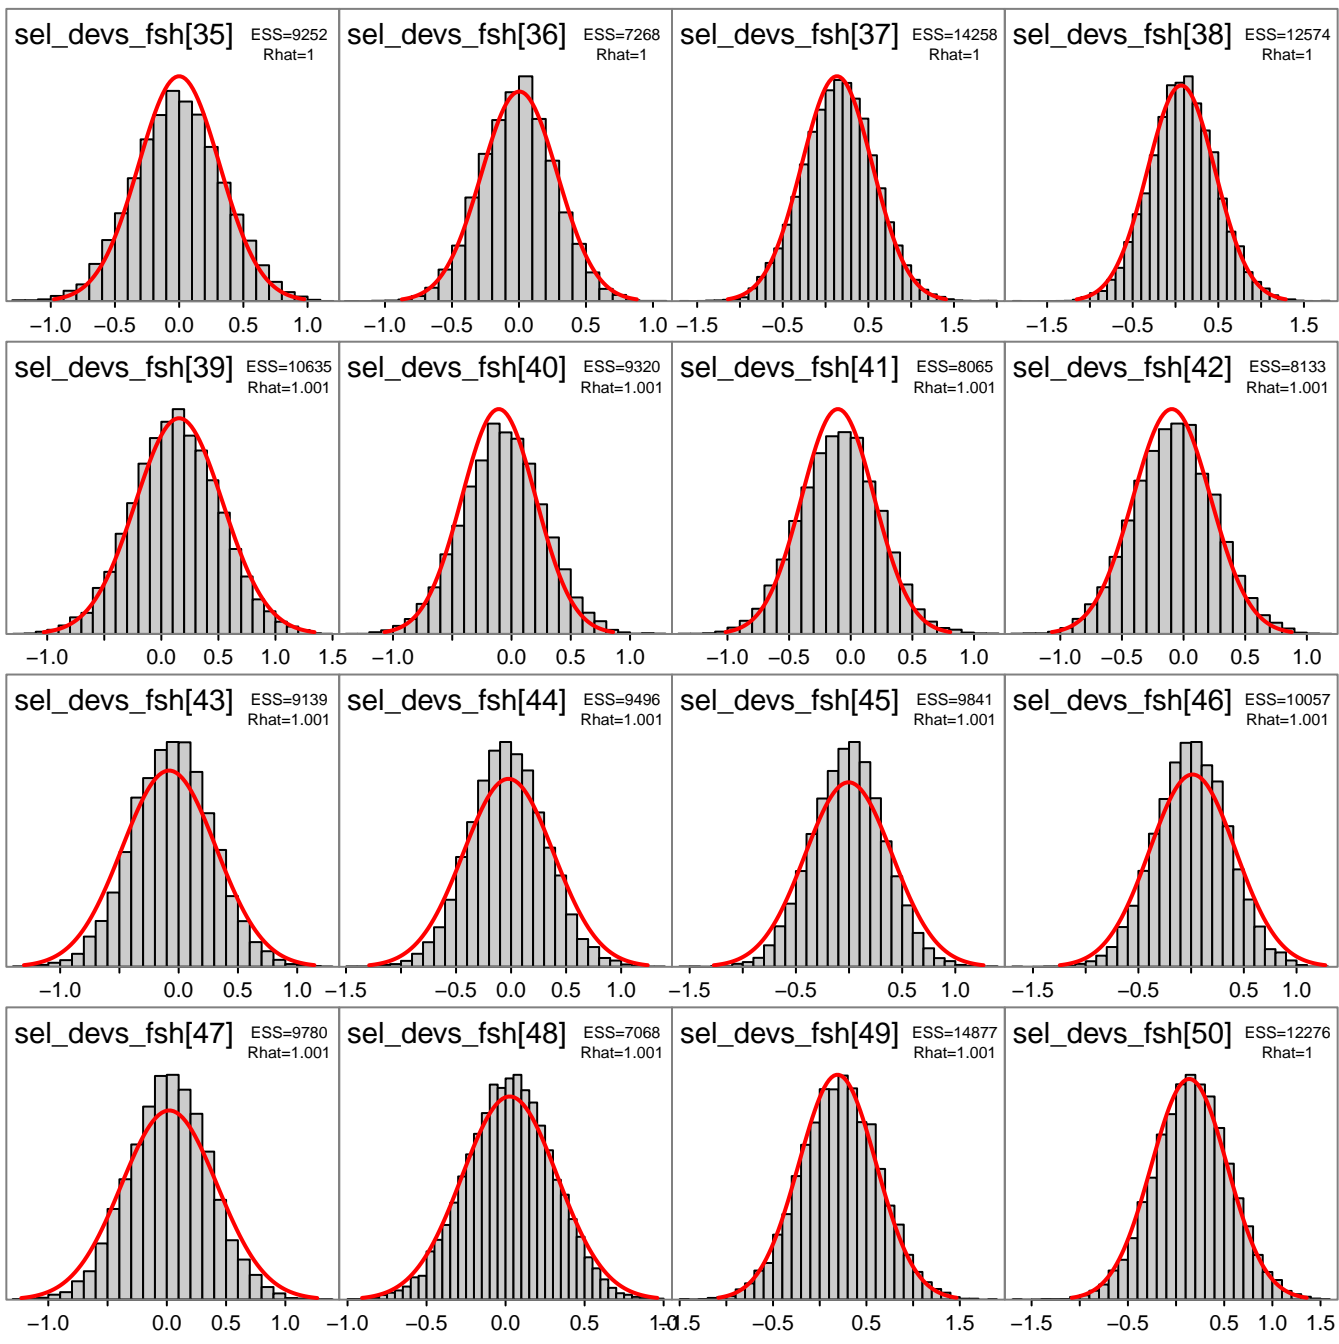 sel_devs_fsh[35] ESS=9252
Rhat=1
sel_devs_fsh[36] ESS=7268
Rhat=1
sel_devs_fsh[37] ESS=14258
Rhat=1
sel_devs_fsh[38] ESS=12574
Rhat=1
−1.0 −0.5 0.0 0.5 1.0
−1.0 −0.5 0.0 0.5 1.0
−1.5 −0.5 0.5 1.5
−1.5 −0.5 0.5 1.5
sel_devs_fsh[39] ESS=10635
Rhat=1.001
sel_devs_fsh[40] ESS=9320
Rhat=1.001
sel_devs_fsh[41] ESS=8065
Rhat=1.001
sel_devs_fsh[42] ESS=8133
Rhat=1.001
−1.0 0.0 0.5 1.0 1.5
−1.0 0.0 0.5 1.0
−1.0 0.0 0.5 1.0
−1.0 −0.5 0.0 0.5 1.0
sel_devs_fsh[43] ESS=9139
Rhat=1.001
sel_devs_fsh[44] ESS=9496
Rhat=1.001
sel_devs_fsh[45] ESS=9841
Rhat=1.001
sel_devs_fsh[46] ESS=10057
Rhat=1.001
−1.0 0.0 0.5 1.0
−1.5 −0.5 0.0 0.5 1.0
−1.5 −0.5 0.0 0.5 1.0
−1.5 −0.5 0.5 1.0
sel_devs_fsh[47] ESS=9780
Rhat=1.001
sel_devs_fsh[48] ESS=7068
Rhat=1.001
sel_devs_fsh[49] ESS=14877
Rhat=1.001
sel_devs_fsh[50] ESS=12276
Rhat=1
−1.0 0.0 0.5 1.0
−1.0 −0.5 0.0 0.5 1.0
−1.5 −0.5 0.5 1.5
−1.0 0.0 0.5 1.0 1.5